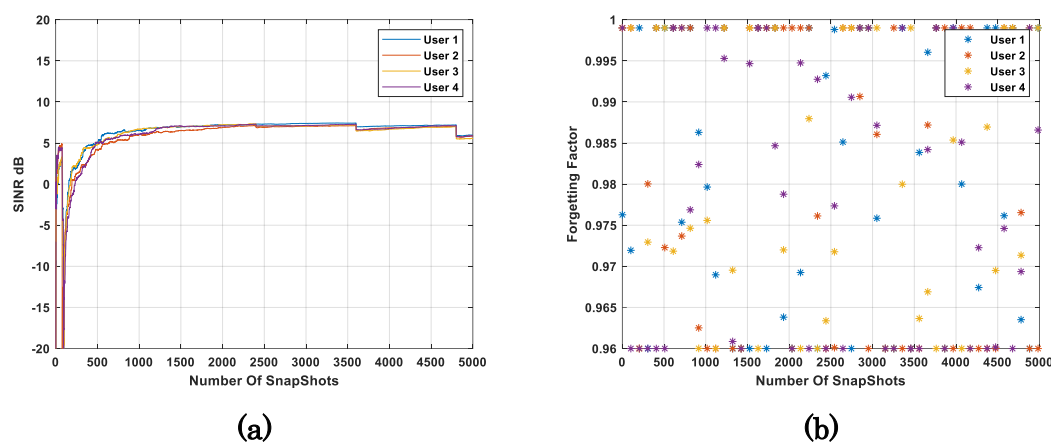 20
15
10
5
0
-5
-10
-15
-20
SINR dB
0
500
1000
1500
2000
2500
3000
3500
4000
4500
5000
Number Of SnapShots
User 1
User 2
User 3
User 4
(a)
1
0.995
0.99
0.985
0.98
0.975
0.97
0.965
0.96
Forgetting Factor
0
500
1000
1500
2000
2500
3000
3500
4000
4500
5000
Number Of SnapShots
User 1
User 2
User 3
User 4
(b)